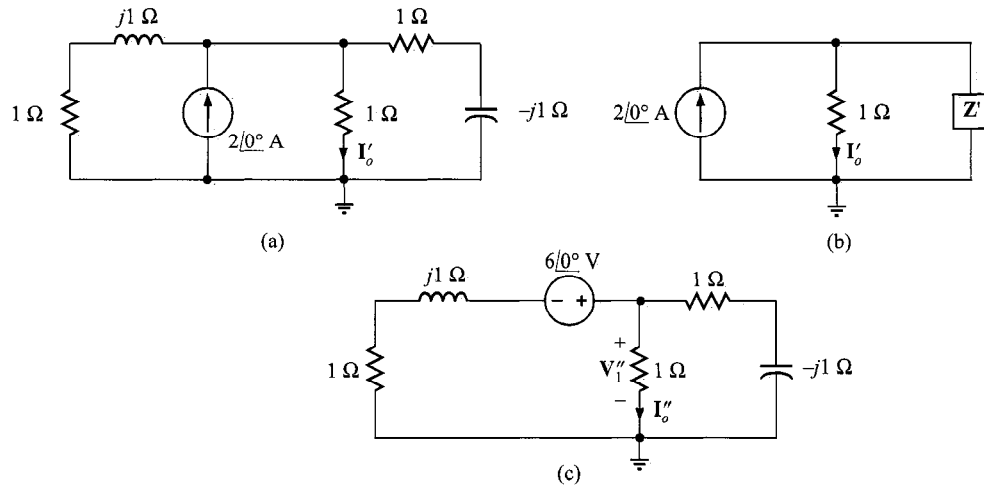 j1 Ω
1 Ω
1 Ω
2/0° A
1 Ω
I′o
−j1 Ω
(a)
2/0° A
1 Ω
I′o
Z′
(b)
j1 Ω
6/0° V
− +
1 Ω
1 Ω
+
V″1
1 Ω
−
I″o
−j1 Ω
(c)